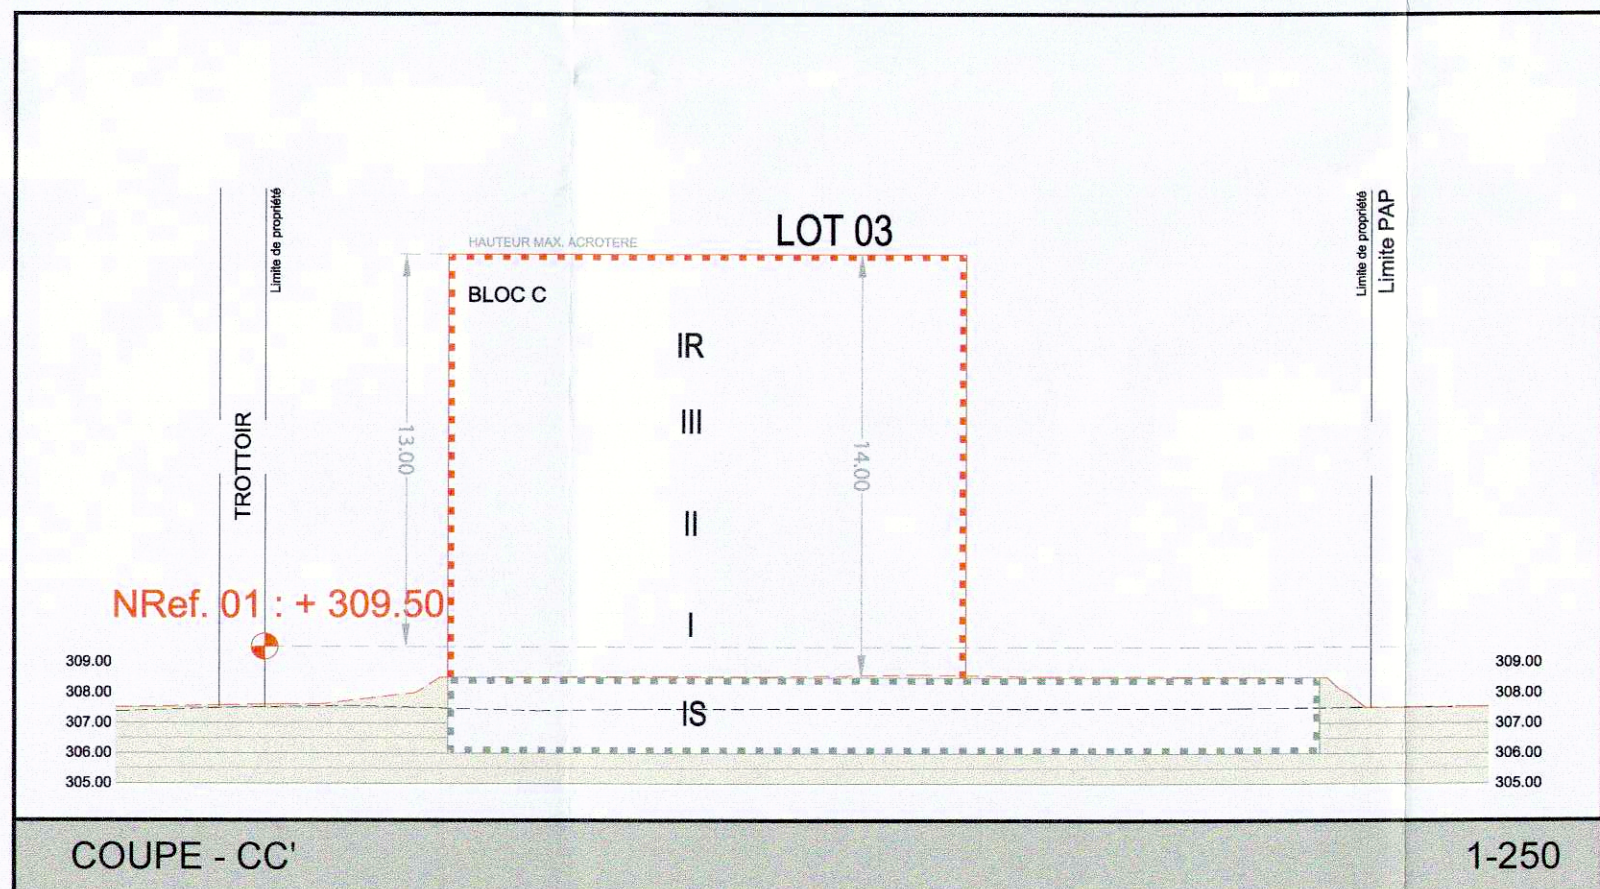 LOT 03
HAUTEUR MAX. ACROTERE
Limite de propriété
Limite de propriété
Limite PAP
BLOC C
IR
III
13.00
14.00
TROTTOIR
II
NRef. 01 : + 309.50
I
309.00
309.00
308.00
308.00
IS
307.00
307.00
306.00
306.00
305.00
305.00
COUPE - CC'
1-250